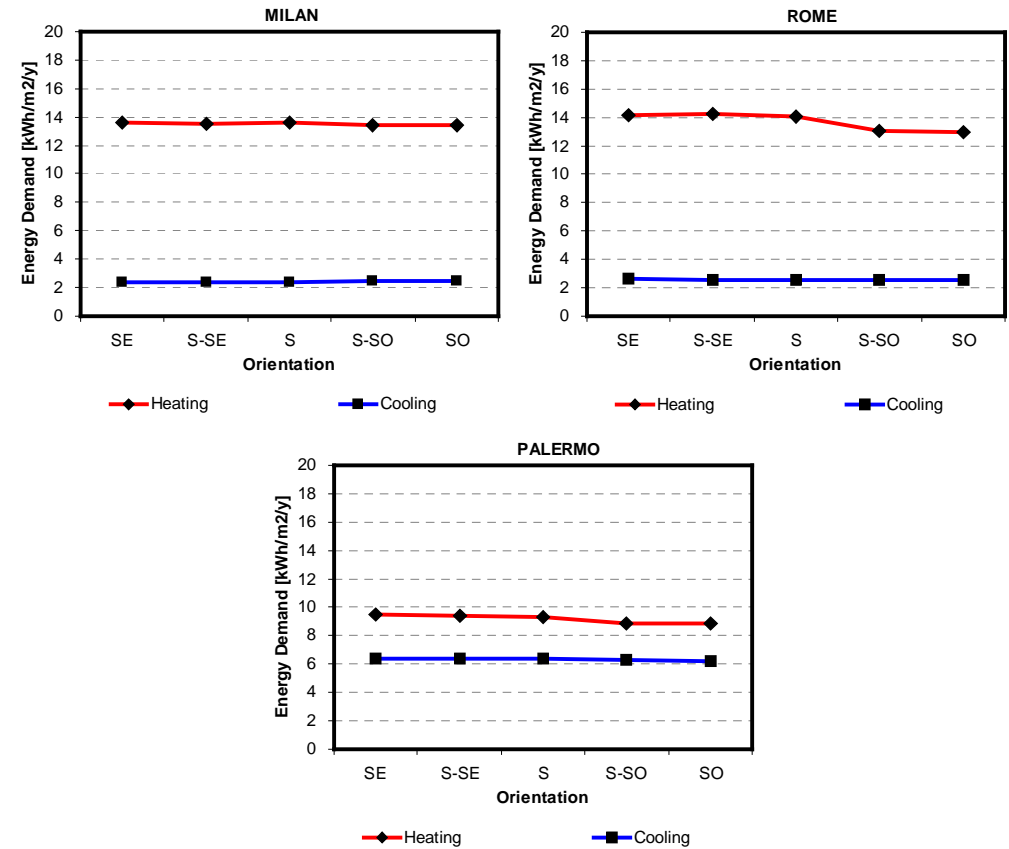 MILAN
Energy Demand [kWh/m2/y]
20
18
16
14
12
10
8
6
4
2
0
SE S-SE S S-SO SO
Orientation
Heating Cooling
ROME
Energy Demand [kWh/m2/y]
20
18
16
14
12
10
8
6
4
2
0
SE S-SE S S-SO SO
Orientation
Heating Cooling
PALERMO
Energy Demand [kWh/m2/y]
20
18
16
14
12
10
8
6
4
2
0
SE S-SE S S-SO SO
Orientation
Heating Cooling